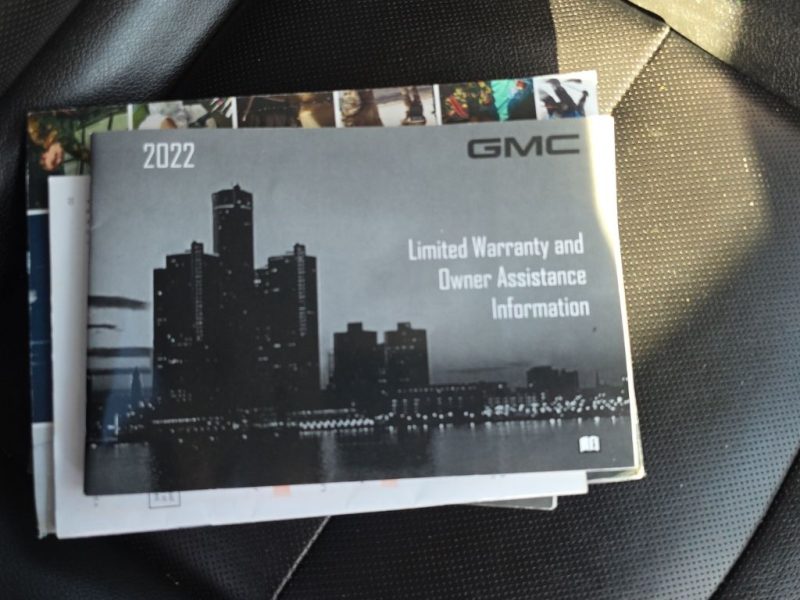 2022
GMC
Limited Warranty and
Owner Assistance
Information